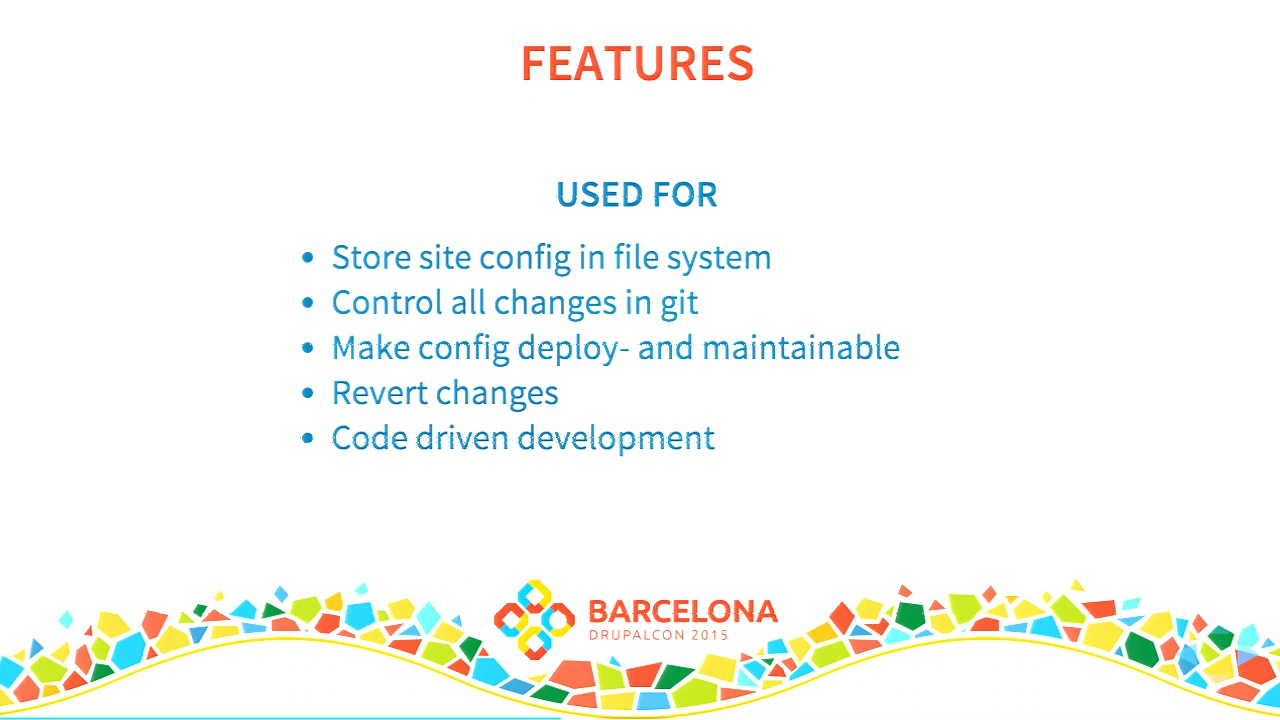 FEATURES
USED FOR
• Store site config in file system
• Control all changes in git
• Make config deploy- and maintainable
• Revert changes
• Code driven development
BARCELONA
DRUPALCON 2015